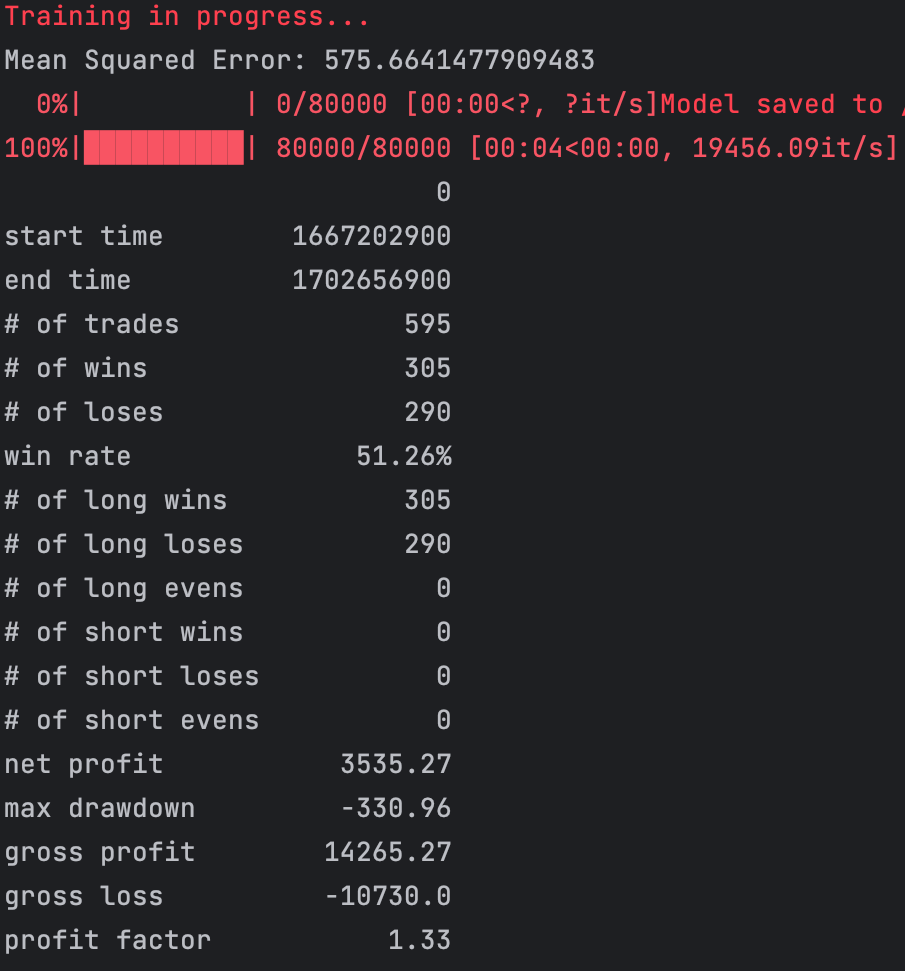 Training in progress...
Mean Squared Error: 575.6641477909483
0%| | 0/80000 [00:00<?, ?it/s]Model saved to /
100%|██████████| 80000/80000 [00:04<00:00, 19456.09it/s]
0
start time 1667202900
end time 1702656900
# of trades 595
# of wins 305
# of loses 290
win rate 51.26%
# of long wins 305
# of long loses 290
# of long evens 0
# of short wins 0
# of short loses 0
# of short evens 0
net profit 3535.27
max drawdown -330.96
gross profit 14265.27
gross loss -10730.0
profit factor 1.33